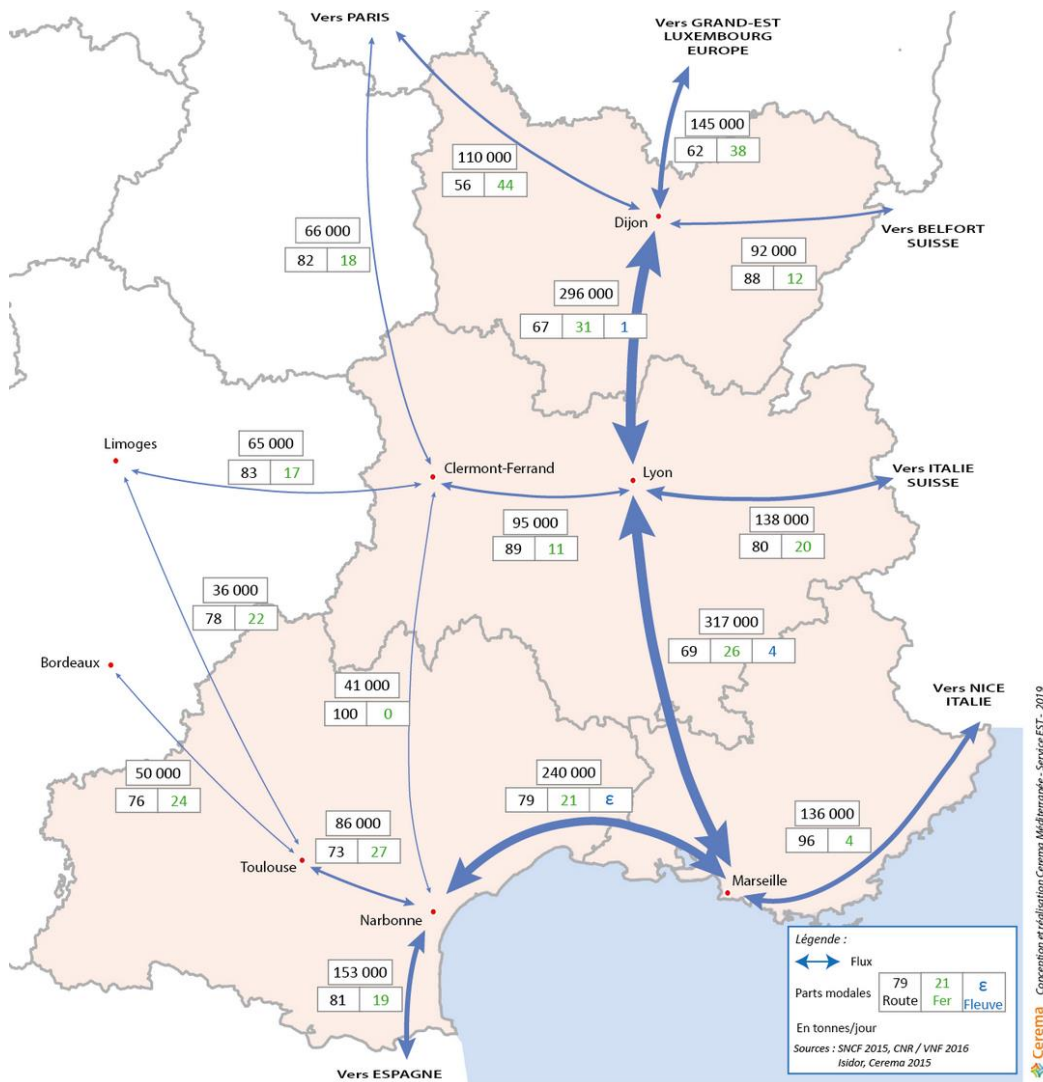 Vers PARIS
Vers GRAND-EST
LUXEMBOURG
EUROPE
145 000
62 38
110 000
56 44
Dijon
Vers BELFORT
SUISSE
92 000
88 12
66 000
82 18
296 000
67 31 1
Limoges
65 000
83 17
Clermont-Ferrand
Lyon
Vers ITALIE
SUISSE
95 000
89 11
138 000
80 20
36 000
78 22
317 000
69 26 4
Bordeaux
41 000
100 0
Vers NICE
ITALIE
50 000
76 24
240 000
79 21 ε
86 000
73 27
136 000
96 4
Toulouse
Marseille
Narbonne
153 000
81 19
Vers ESPAGNE
Légende :
Flux
Parts modales
79 21 ε
Route Fer Fleuve
En tonnes/jour
Sources : SNCF 2015, CNR / VNF 2016
Isidor, Cerema 2015
Cerema Conception et réalisation Cerema Méditerranée - Service EST - 2019